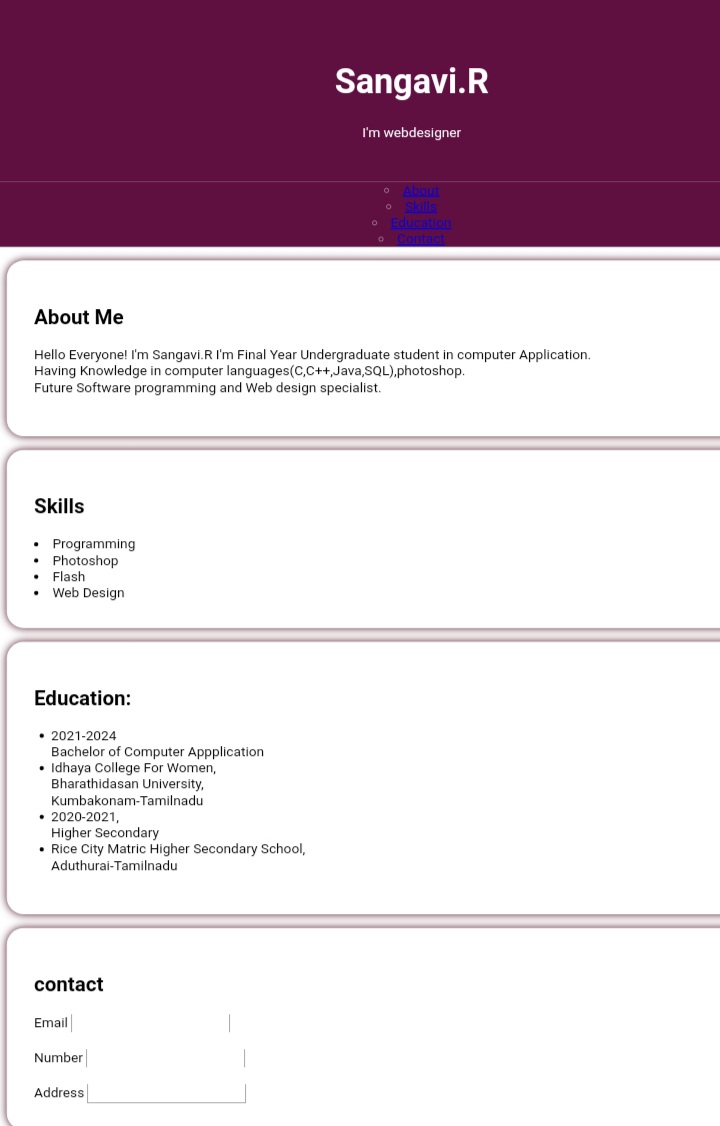 Sangavi.R
I'm webdesigner
About
Skills
Education
Contact
About Me
Hello Everyone! I'm Sangavi.R I'm Final Year Undergraduate student in computer Application.
Having Knowledge in computer languages(C,C++,Java,SQL),photoshop.
Future Software programming and Web design specialist.
Skills
Programming
Photoshop
Flash
Web Design
Education:
2021-2024
Bachelor of Computer Appplication
Idhaya College For Women,
Bharathidasan University,
Kumbakonam-Tamilnadu
2020-2021,
Higher Secondary
Rice City Matric Higher Secondary School,
Aduthurai-Tamilnadu
contact
Email
Number
Address